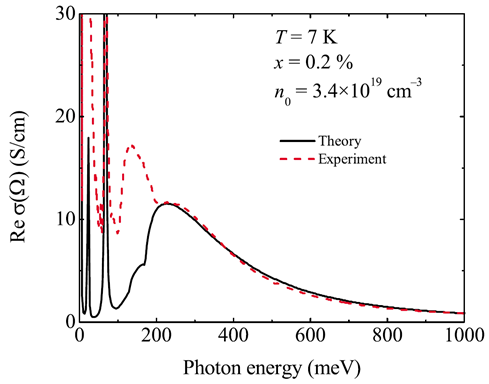 30
20
10
0
0
200
400
600
800
1000
Re σ(Ω) (S/cm)
Photon energy (meV)
T = 7 K
x = 0.2 %
n₀ = 3.4×10¹⁹ cm⁻³
Theory
Experiment